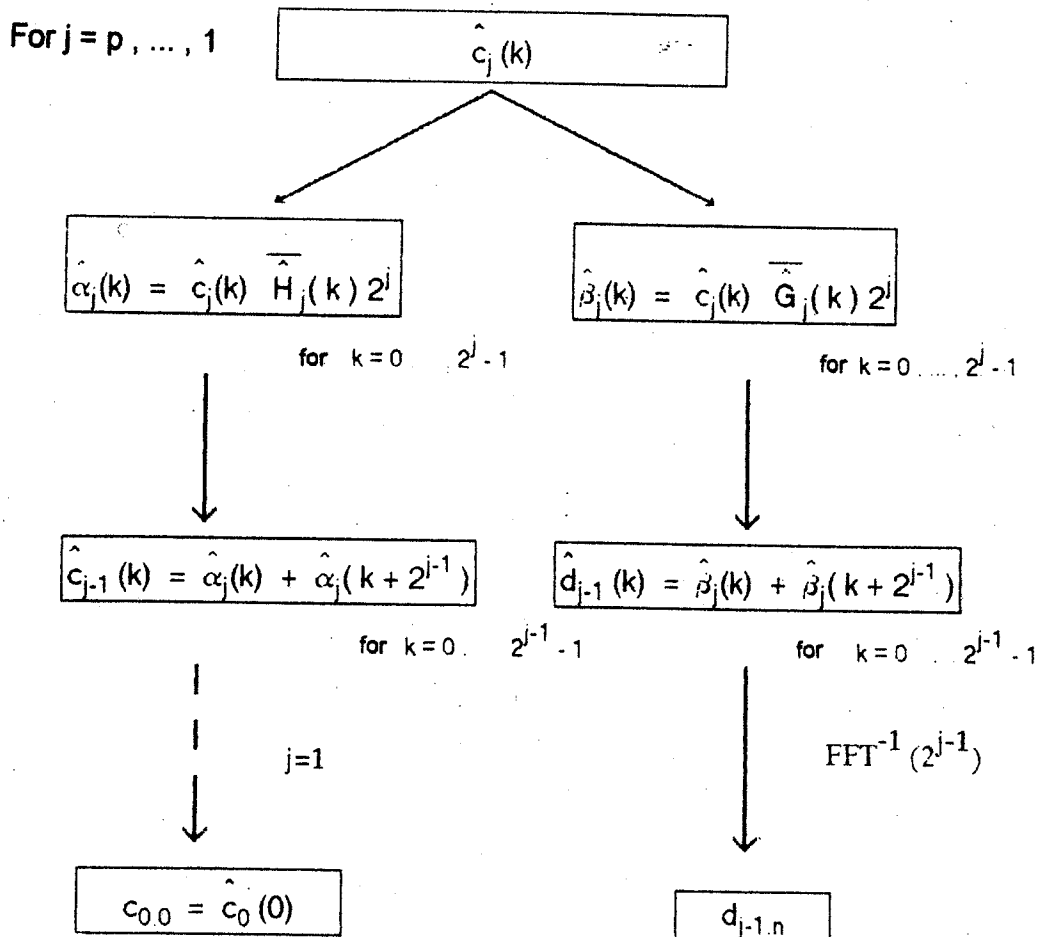 For j = p , ... , 1
ĉ_j (k)
α̂_j(k) = ĉ_j(k) \overline{Ĥ}_j( k ) 2^j
β̂_j(k) = ĉ_j(k) \overline{Ĝ}_j( k ) 2^j
for k = 0 2^j - 1
for k = 0 . ... . 2^j - 1
ĉ_{j-1} (k) = α̂_j(k) + α̂_j( k + 2^{j-1} )
d̂_{j-1} (k) = β̂_j(k) + β̂_j( k + 2^{j-1} )
for k = 0 . 2^{j-1} - 1
for k = 0 . . 2^{j-1} - 1
j=1
FFT^{-1} (2^{j-1})
c_{0.0} = ĉ_0 (0)
d_{j-1.n}